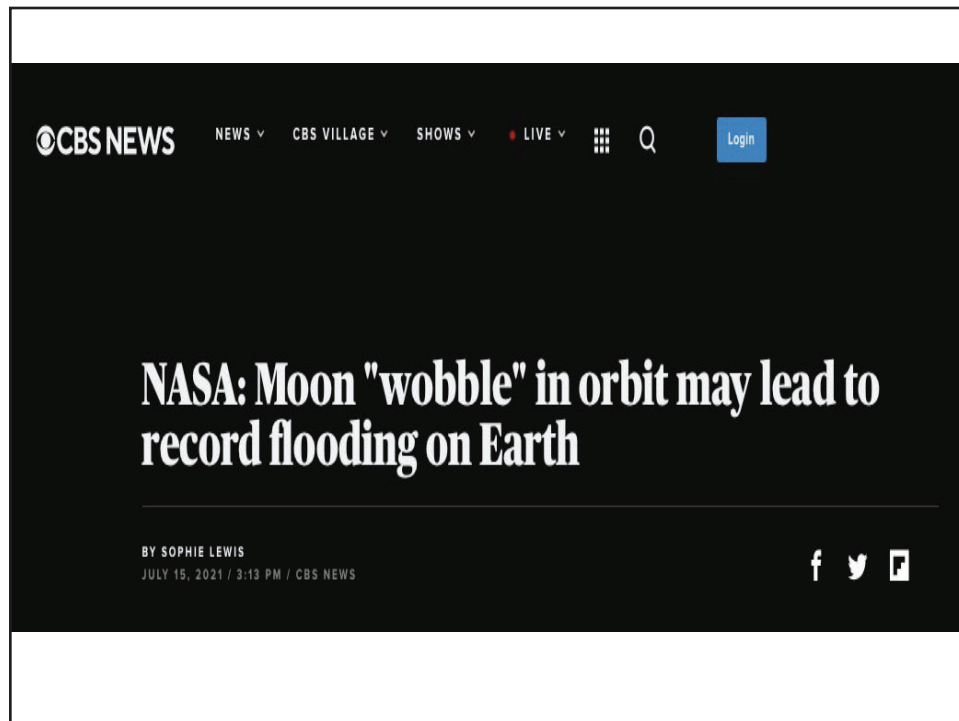 CBS NEWS
NEWS
CBS VILLAGE
SHOWS
LIVE
Login
NASA: Moon "wobble" in orbit may lead to
record flooding on Earth
BY SOPHIE LEWIS
JULY 15, 2021 / 3:13 PM / CBS NEWS